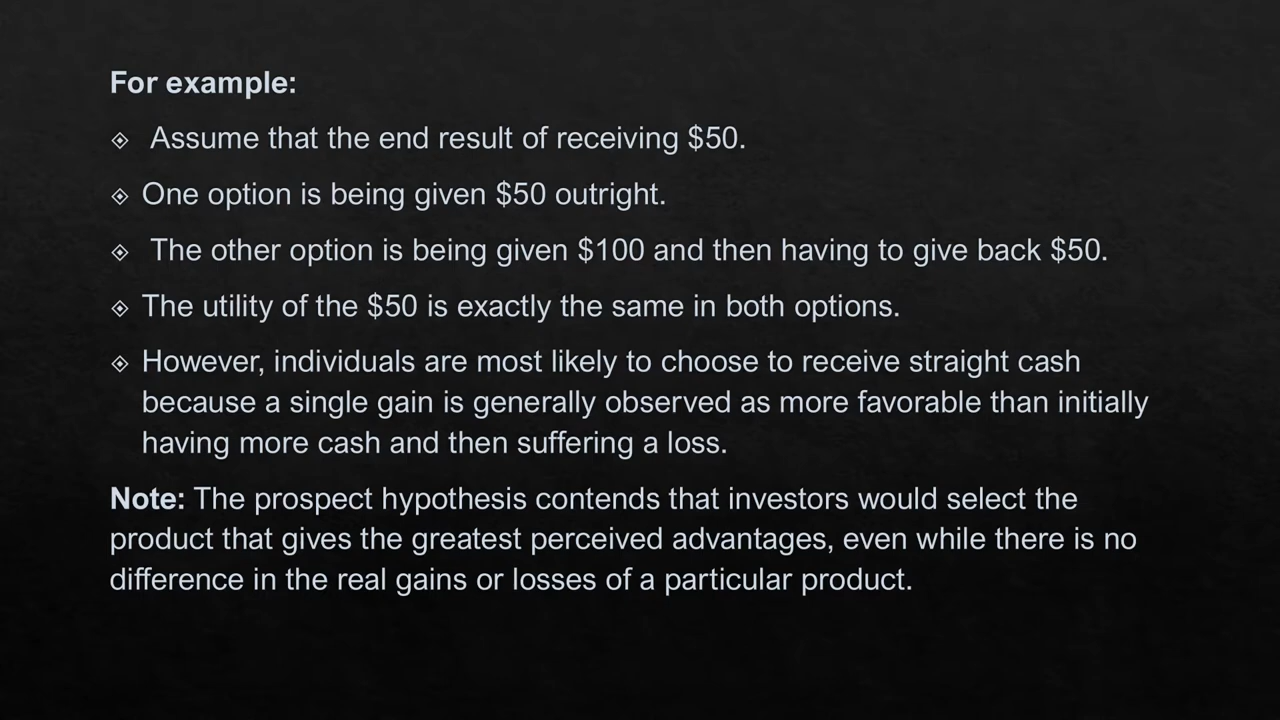 For example:
Assume that the end result of receiving $50.
One option is being given $50 outright.
The other option is being given $100 and then having to give back $50.
The utility of the $50 is exactly the same in both options.
However, individuals are most likely to choose to receive straight cash
because a single gain is generally observed as more favorable than initially
having more cash and then suffering a loss.
Note: The prospect hypothesis contends that investors would select the
product that gives the greatest perceived advantages, even while there is no
difference in the real gains or losses of a particular product.